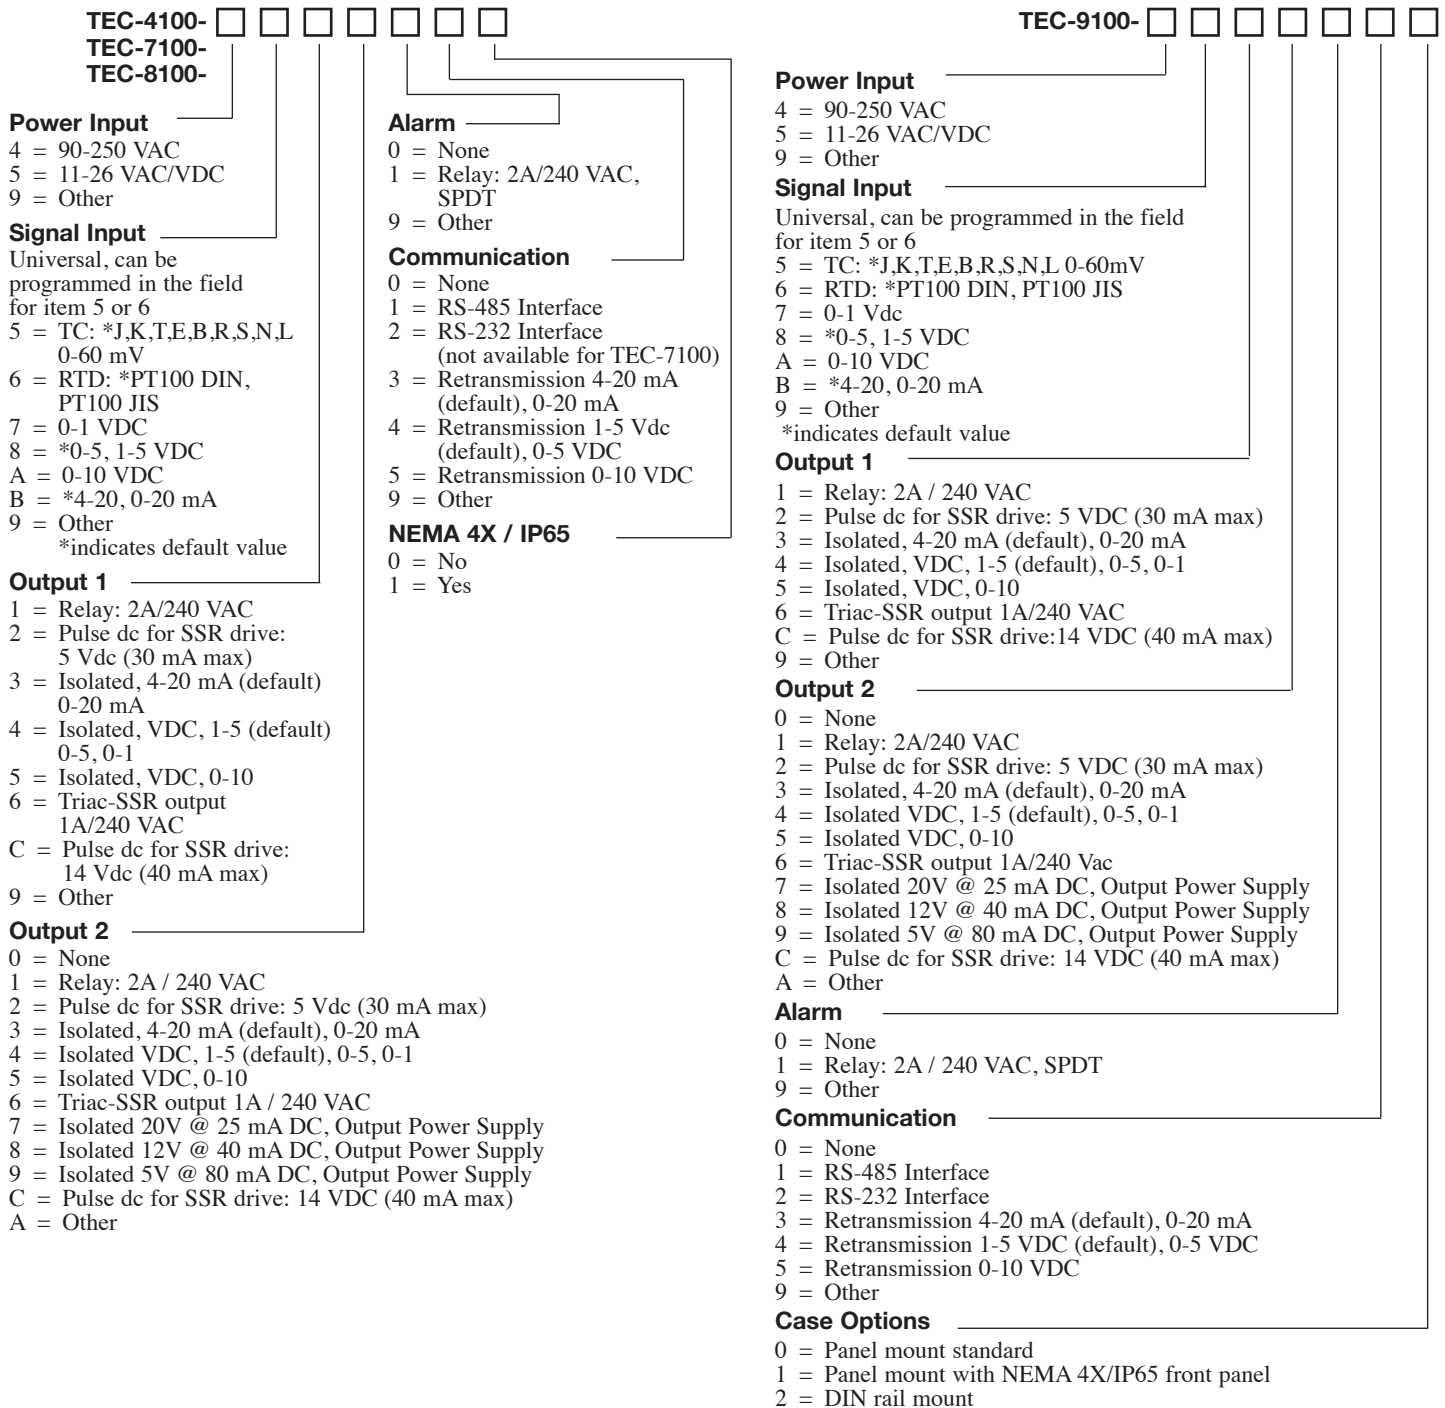 TEC-4100-
TEC-7100-
TEC-8100-
Power Input
4 = 90-250 VAC
5 = 11-26 VAC/VDC
9 = Other
Signal Input
Universal, can be
programmed in the field
for item 5 or 6
5 = TC: *J,K,T,E,B,R,S,N,L
0-60 mV
6 = RTD: *PT100 DIN,
PT100 JIS
7 = 0-1 VDC
8 = *0-5, 1-5 VDC
A = 0-10 VDC
B = *4-20, 0-20 mA
9 = Other
*indicates default value
Output 1
1 = Relay: 2A/240 VAC
2 = Pulse dc for SSR drive:
5 Vdc (30 mA max)
3 = Isolated, 4-20 mA (default)
0-20 mA
4 = Isolated, VDC, 1-5 (default)
0-5, 0-1
5 = Isolated, VDC, 0-10
6 = Triac-SSR output
1A/240 VAC
C = Pulse dc for SSR drive:
14 Vdc (40 mA max)
9 = Other
Output 2
0 = None
1 = Relay: 2A / 240 VAC
2 = Pulse dc for SSR drive: 5 Vdc (30 mA max)
3 = Isolated, 4-20 mA (default), 0-20 mA
4 = Isolated VDC, 1-5 (default), 0-5, 0-1
5 = Isolated VDC, 0-10
6 = Triac-SSR output 1A / 240 VAC
7 = Isolated 20V @ 25 mA DC, Output Power Supply
8 = Isolated 12V @ 40 mA DC, Output Power Supply
9 = Isolated 5V @ 80 mA DC, Output Power Supply
C = Pulse dc for SSR drive: 14 VDC (40 mA max)
A = Other
Alarm
0 = None
1 = Relay: 2A/240 VAC,
SPDT
9 = Other
Communication
0 = None
1 = RS-485 Interface
2 = RS-232 Interface
(not available for TEC-7100)
3 = Retransmission 4-20 mA
(default), 0-20 mA
4 = Retransmission 1-5 Vdc
(default), 0-5 VDC
5 = Retransmission 0-10 VDC
9 = Other
NEMA 4X / IP65
0 = No
1 = Yes
TEC-9100-
Power Input
4 = 90-250 VAC
5 = 11-26 VAC/VDC
9 = Other
Signal Input
Universal, can be programmed in the field
for item 5 or 6
5 = TC: *J,K,T,E,B,R,S,N,L 0-60mV
6 = RTD: *PT100 DIN, PT100 JIS
7 = 0-1 Vdc
8 = *0-5, 1-5 VDC
A = 0-10 VDC
B = *4-20, 0-20 mA
9 = Other
*indicates default value
Output 1
1 = Relay: 2A / 240 VAC
2 = Pulse dc for SSR drive: 5 VDC (30 mA max)
3 = Isolated, 4-20 mA (default), 0-20 mA
4 = Isolated, VDC, 1-5 (default), 0-5, 0-1
5 = Isolated, VDC, 0-10
6 = Triac-SSR output 1A/240 VAC
C = Pulse dc for SSR drive:14 VDC (40 mA max)
9 = Other
Output 2
0 = None
1 = Relay: 2A/240 VAC
2 = Pulse dc for SSR drive: 5 VDC (30 mA max)
3 = Isolated, 4-20 mA (default), 0-20 mA
4 = Isolated VDC, 1-5 (default), 0-5, 0-1
5 = Isolated VDC, 0-10
6 = Triac-SSR output 1A/240 Vac
7 = Isolated 20V @ 25 mA DC, Output Power Supply
8 = Isolated 12V @ 40 mA DC, Output Power Supply
9 = Isolated 5V @ 80 mA DC, Output Power Supply
C = Pulse dc for SSR drive: 14 VDC (40 mA max)
A = Other
Alarm
0 = None
1 = Relay: 2A / 240 VAC, SPDT
9 = Other
Communication
0 = None
1 = RS-485 Interface
2 = RS-232 Interface
3 = Retransmission 4-20 mA (default), 0-20 mA
4 = Retransmission 1-5 VDC (default), 0-5 VDC
5 = Retransmission 0-10 VDC
9 = Other
Case Options
0 = Panel mount standard
1 = Panel mount with NEMA 4X/IP65 front panel
2 = DIN rail mount